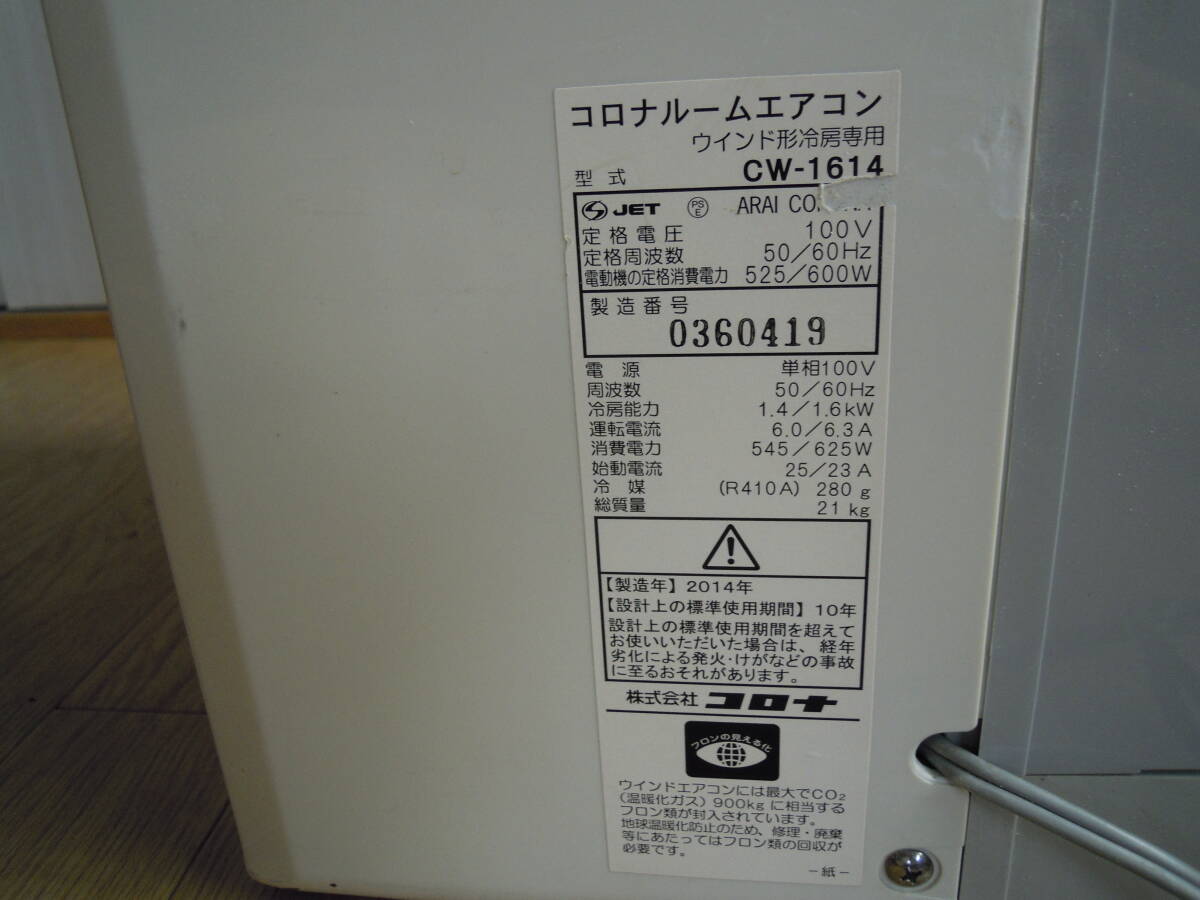 コロナルームエアコン
ウインド形冷房専用
型式 CW-1614
JET PSE ARAI
定格電圧 100V
定格周波数 50/60Hz
電動機の定格消費電力 525/600W
製造番号
0360419
電源 単相100V
周波数 50/60Hz
冷房能力 1.4/1.6kW
運転電流 6.0/6.3A
消費電力 545/625W
始動電流 25/23A
冷媒 (R410A) 280g
総質量 21kg
【製造年】2014年
【設計上の標準使用期間】10年
設計上の標準使用期間を超えて
お使いいただいた場合は、経年
劣化による発火・けがなどの事故
に至るおそれがあります。
株式会社 コロナ
フロンの見える化
ウインドエアコンには最大でCO₂
(温暖化ガス) 900kgに相当する
フロン類が封入されています。
地球温暖化防止のため、修理・廃棄
等にあたってはフロン類の回収が
必要です。
-紙-